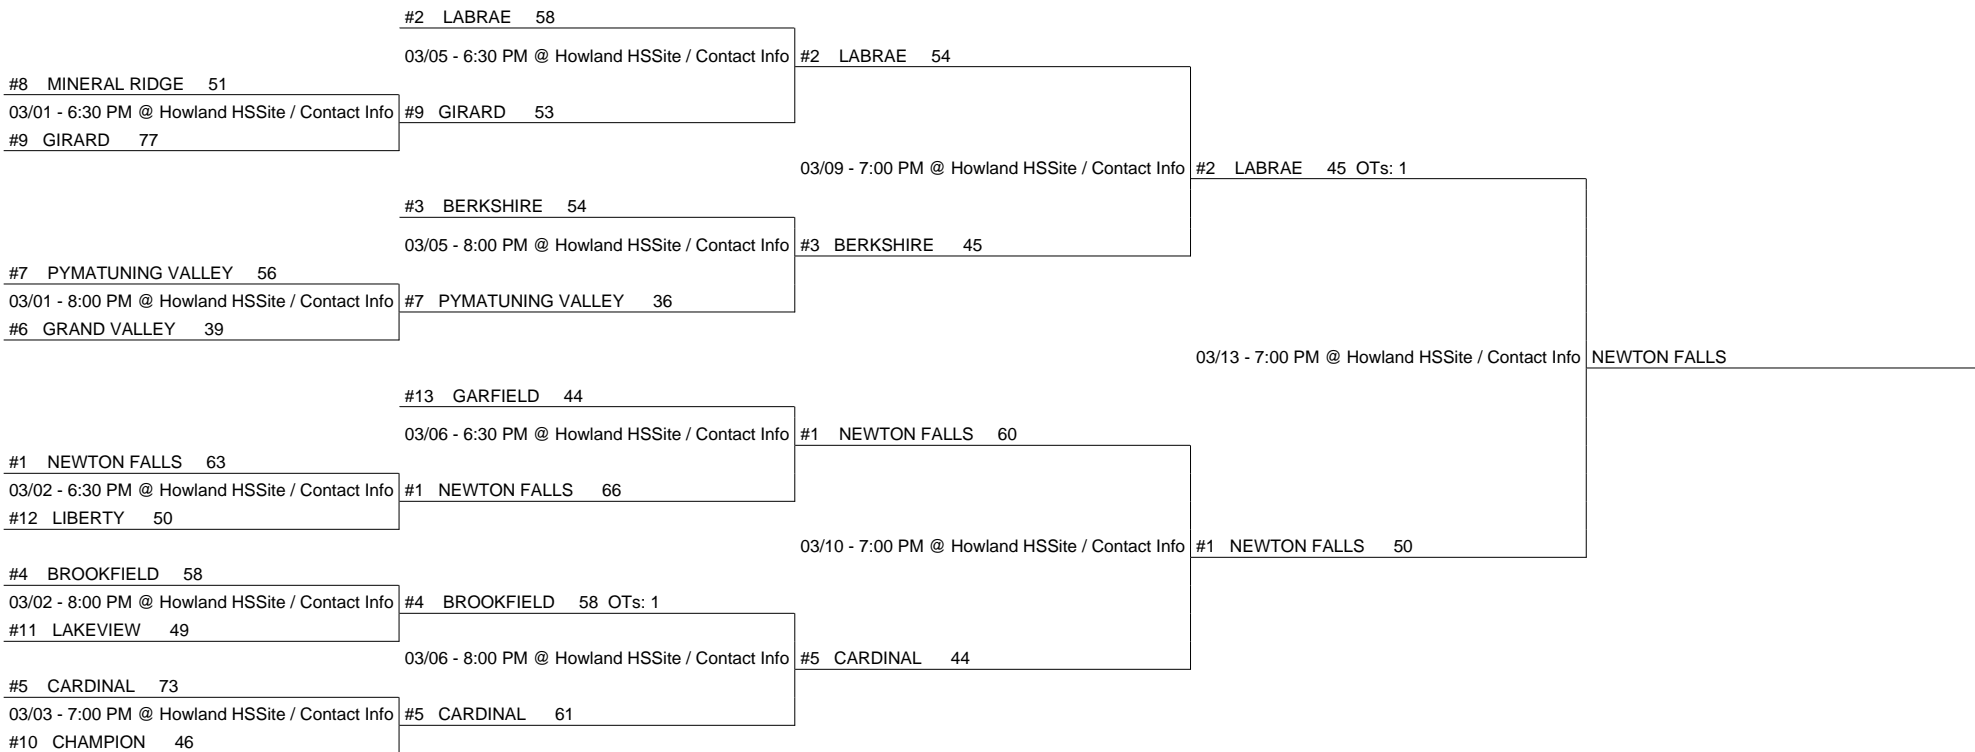 #2 LABRAE 58
03/05 - 6:30 PM @ Howland HSSite / Contact Info
#2 LABRAE 54
#8 MINERAL RIDGE 51
03/01 - 6:30 PM @ Howland HSSite / Contact Info
#9 GIRARD 53
#9 GIRARD 77
03/09 - 7:00 PM @ Howland HSSite / Contact Info
#2 LABRAE 45 OTs: 1
#3 BERKSHIRE 54
03/05 - 8:00 PM @ Howland HSSite / Contact Info
#3 BERKSHIRE 45
#7 PYMATUNING VALLEY 56
03/01 - 8:00 PM @ Howland HSSite / Contact Info
#7 PYMATUNING VALLEY 36
#6 GRAND VALLEY 39
03/13 - 7:00 PM @ Howland HSSite / Contact Info
NEWTON FALLS
#13 GARFIELD 44
03/06 - 6:30 PM @ Howland HSSite / Contact Info
#1 NEWTON FALLS 60
#1 NEWTON FALLS 63
03/02 - 6:30 PM @ Howland HSSite / Contact Info
#1 NEWTON FALLS 66
#12 LIBERTY 50
03/10 - 7:00 PM @ Howland HSSite / Contact Info
#1 NEWTON FALLS 50
#4 BROOKFIELD 58
03/02 - 8:00 PM @ Howland HSSite / Contact Info
#4 BROOKFIELD 58 OTs: 1
#11 LAKEVIEW 49
03/06 - 8:00 PM @ Howland HSSite / Contact Info
#5 CARDINAL 44
#5 CARDINAL 73
03/03 - 7:00 PM @ Howland HSSite / Contact Info
#5 CARDINAL 61
#10 CHAMPION 46